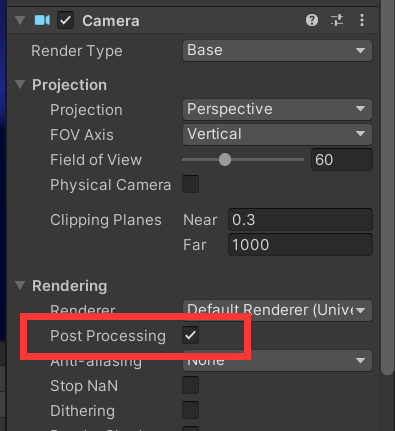 Camera
Render Type Base
Projection
Projection Perspective
FOV Axis Vertical
Field of View 60
Physical Camera
Clipping Planes Near 0.3
Far 1000
Rendering
Renderer Default Renderer (Unive
Post Processing
Anti-aliasing None
Stop NaN
Dithering